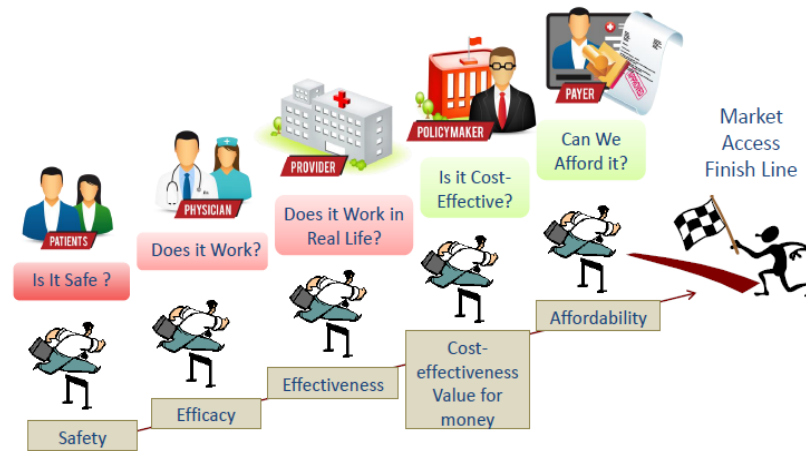 PATIENTS
Is It Safe ?
Safety
PHYSICIAN
Does it Work?
Efficacy
PROVIDER
Does it Work in
Real Life?
Effectiveness
POLICYMAKER
Is it Cost-
Effective?
Cost-
effectiveness
Value for
money
PAYER
Can We
Afford it?
Affordability
Market
Access
Finish Line